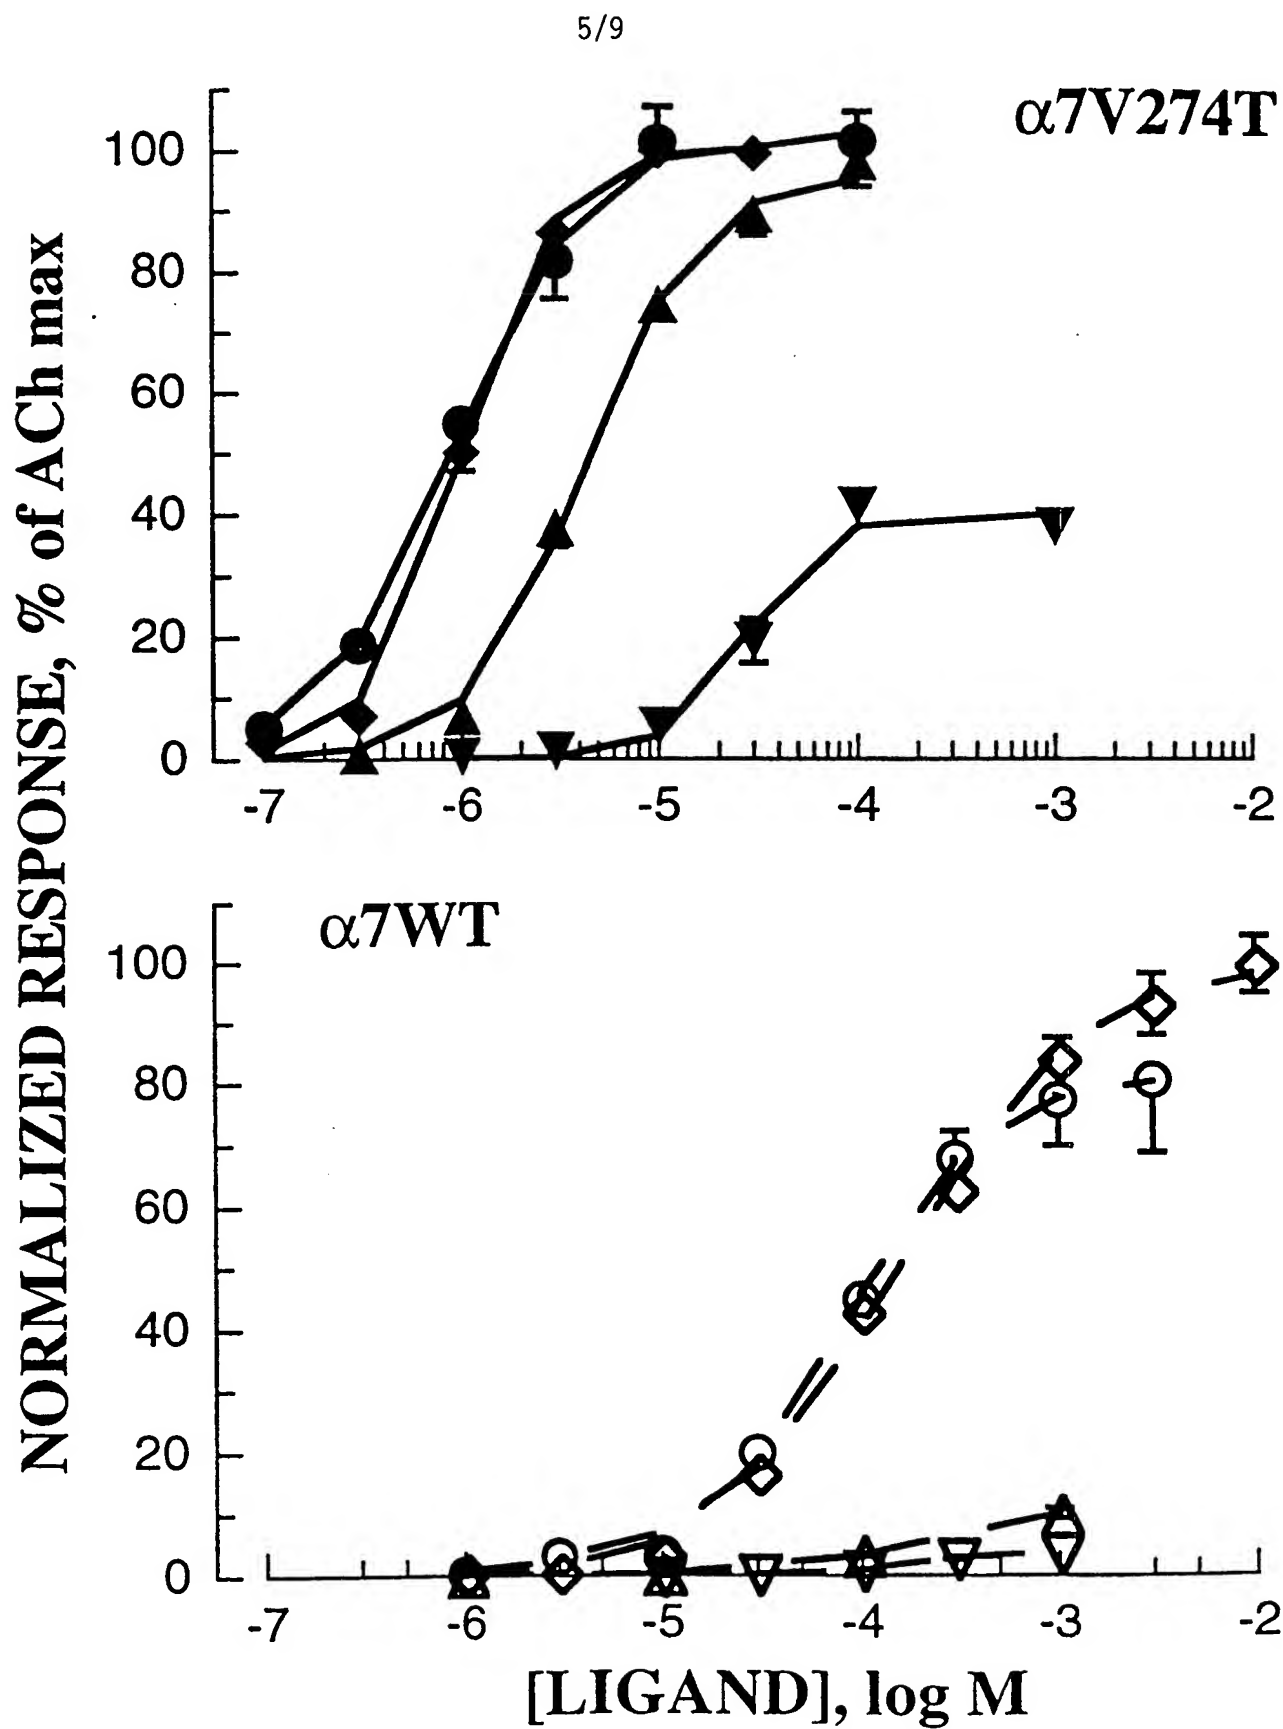 5/9
α7V274T
NORMALIZED RESPONSE, % of ACh max
100
80
60
40
20
0
-7 -6 -5 -4 -3 -2
α7WT
100
80
60
40
20
0
-7 -6 -5 -4 -3 -2
[LIGAND], log M